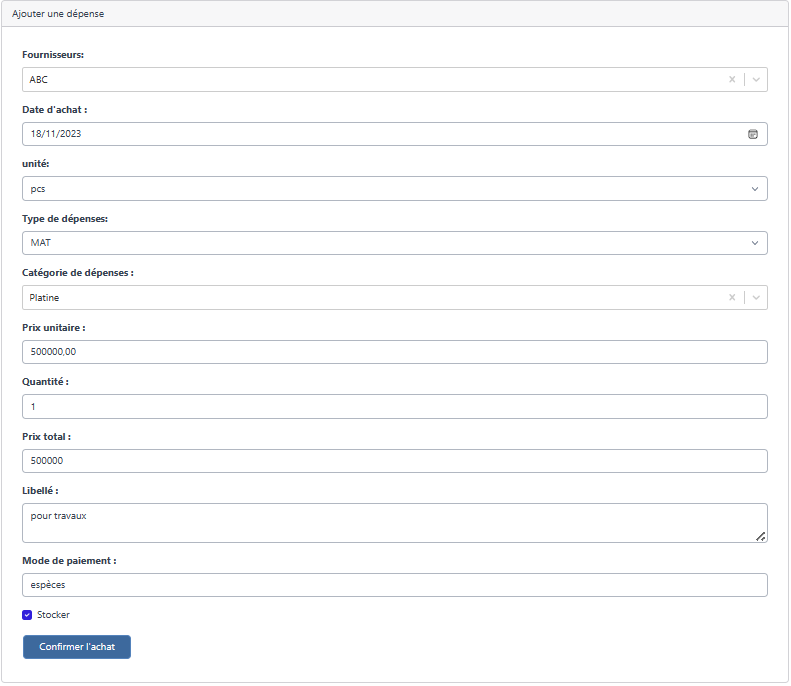 Ajouter une dépense
Fournisseurs:
ABC
Date d'achat :
18/11/2023
unité:
pcs
Type de dépenses:
MAT
Catégorie de dépenses :
Platine
Prix unitaire :
500000,00
Quantité :
1
Prix total :
500000
Libellé :
pour travaux
Mode de paiement :
espèces
Stocker
Confirmer l'achat